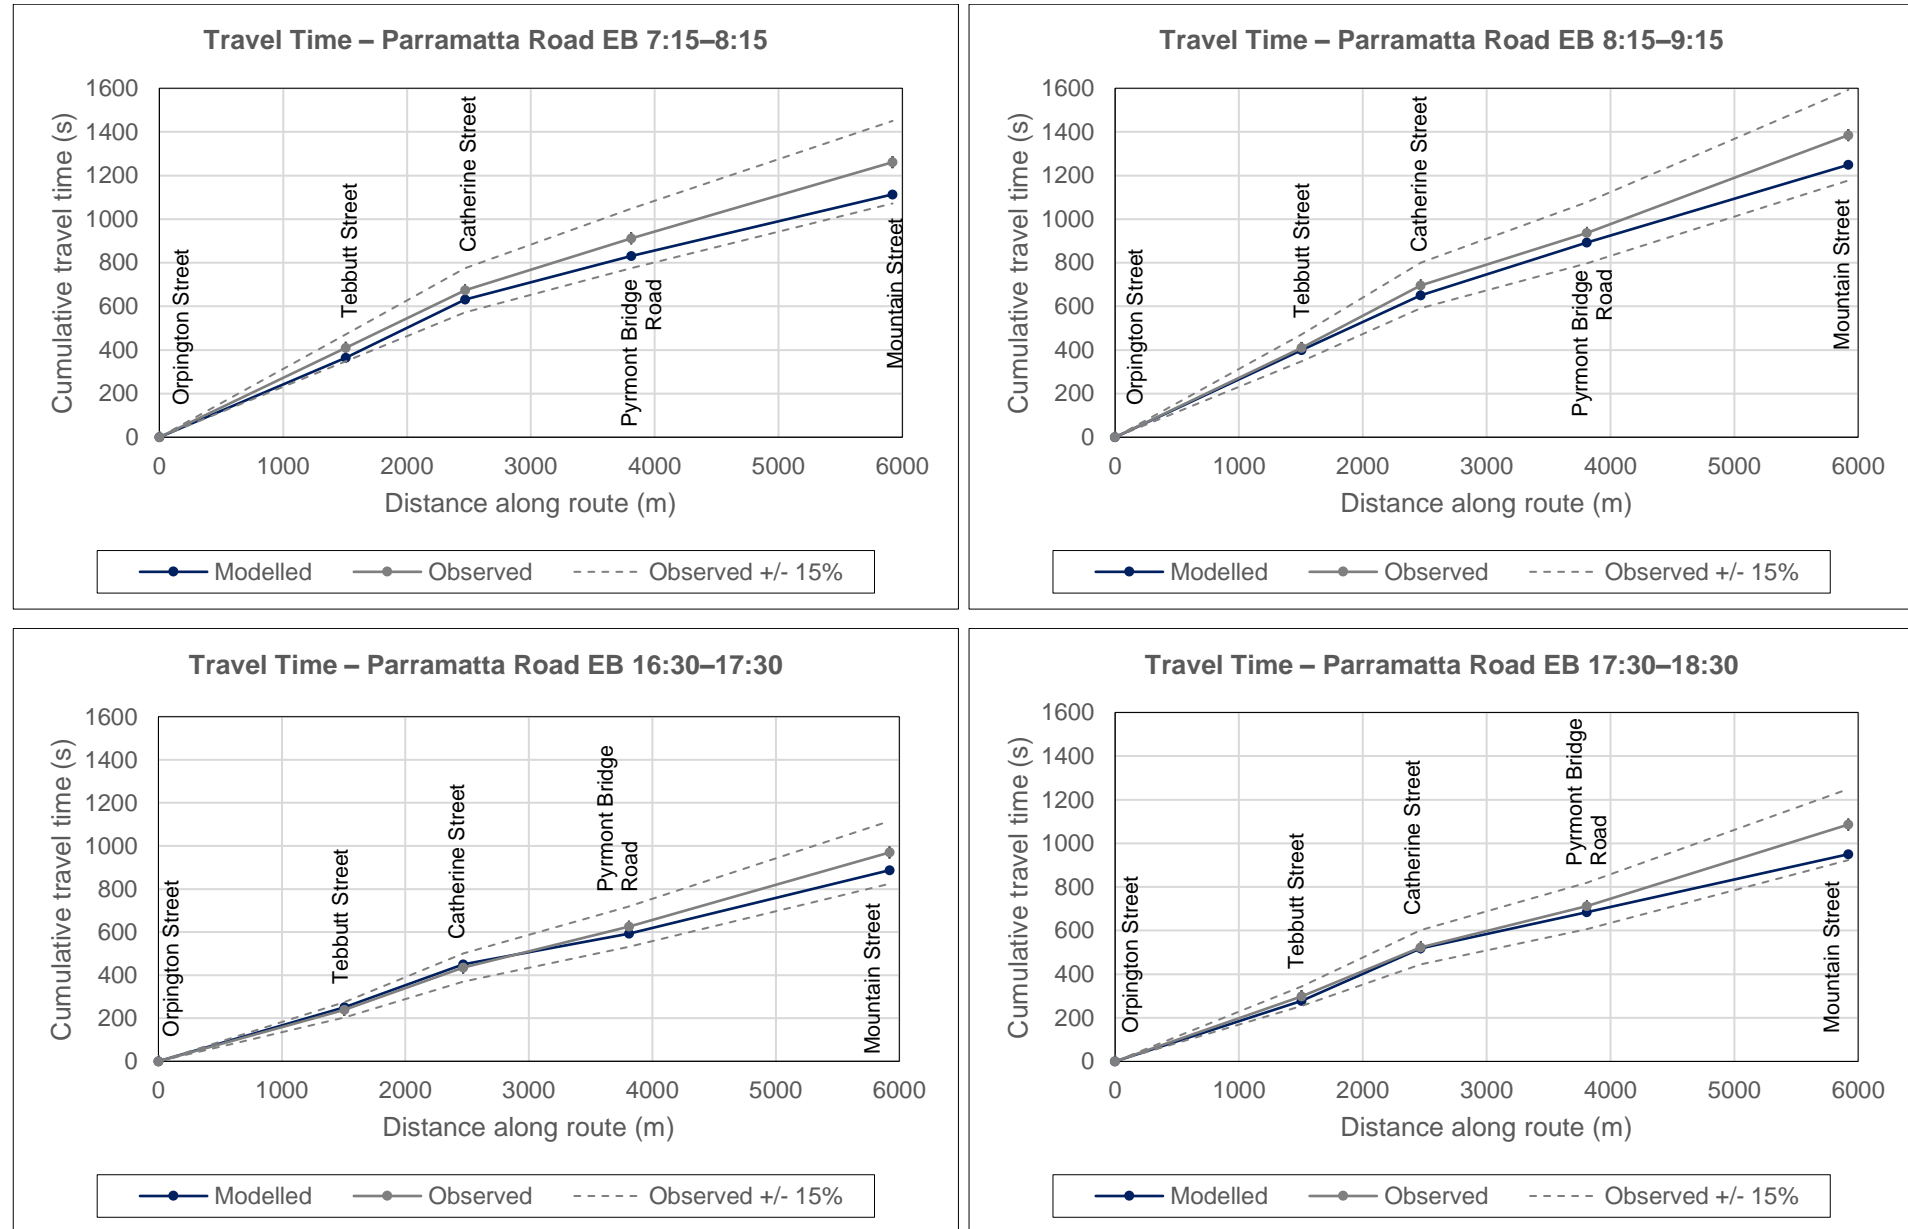 Travel Time – Parramatta Road EB 7:15–8:15
Cumulative travel time (s)
1600
1400
1200
1000
800
600
400
200
0
Orpington Street
Tebbutt Street
Catherine Street
Pyrmont Bridge
Road
Mountain Street
0 1000 2000 3000 4000 5000 6000
Distance along route (m)
Modelled Observed Observed +/- 15%
Travel Time – Parramatta Road EB 8:15–9:15
Cumulative travel time (s)
1600
1400
1200
1000
800
600
400
200
0
Orpington Street
Tebbutt Street
Catherine Street
Pyrmont Bridge
Road
Mountain Street
0 1000 2000 3000 4000 5000 6000
Distance along route (m)
Modelled Observed Observed +/- 15%
Travel Time – Parramatta Road EB 16:30–17:30
Cumulative travel time (s)
1600
1400
1200
1000
800
600
400
200
0
Orpington Street
Tebbutt Street
Catherine Street
Pyrmont Bridge
Road
Mountain Street
0 1000 2000 3000 4000 5000 6000
Distance along route (m)
Modelled Observed Observed +/- 15%
Travel Time – Parramatta Road EB 17:30–18:30
Cumulative travel time (s)
1600
1400
1200
1000
800
600
400
200
0
Orpington Street
Tebbutt Street
Catherine Street
Pyrmont Bridge
Road
Mountain Street
0 1000 2000 3000 4000 5000 6000
Distance along route (m)
Modelled Observed Observed +/- 15%